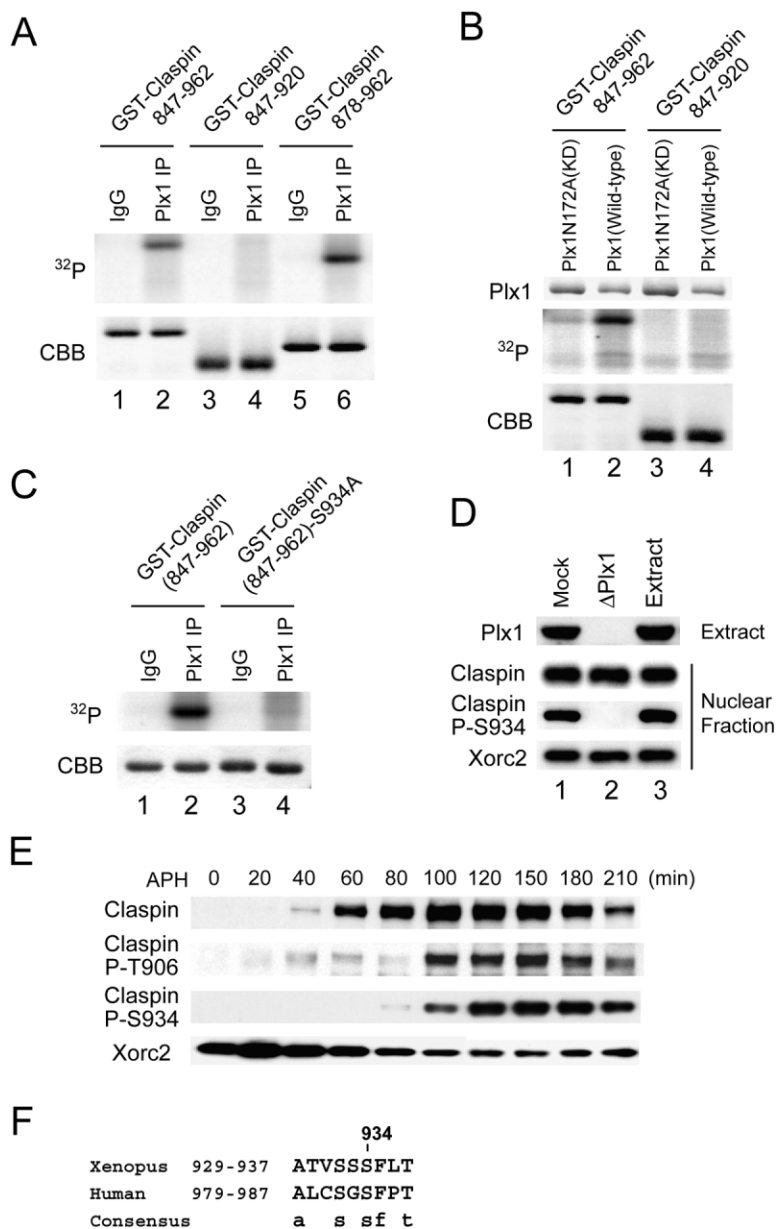 A
GST-Claspin 847-962
GST-Claspin 847-920
GST-Claspin 878-962
IgG Plx1 IP IgG Plx1 IP IgG Plx1 IP
32P
CBB
1 2 3 4 5 6
B
GST-Claspin 847-962
GST-Claspin 847-920
Plx1N172A(KD) Plx1(Wild-type) Plx1N172A(KD) Plx1(Wild-type)
Plx1
32P
CBB
1 2 3 4
C
GST-Claspin (847-962)
GST-Claspin (847-962)-S934A
IgG Plx1 IP IgG Plx1 IP
32P
CBB
1 2 3 4
D
Mock ΔPlx1 Extract
Plx1 Extract
Claspin
Claspin P-S934
Nuclear Fraction
Xorc2
1 2 3
E
APH 0 20 40 60 80 100 120 150 180 210 (min)
Claspin
Claspin P-T906
Claspin P-S934
Xorc2
F
934
Xenopus 929-937 ATVSSSFLT
Human 979-987 ALCSGSFPT
Consensus a s sf t